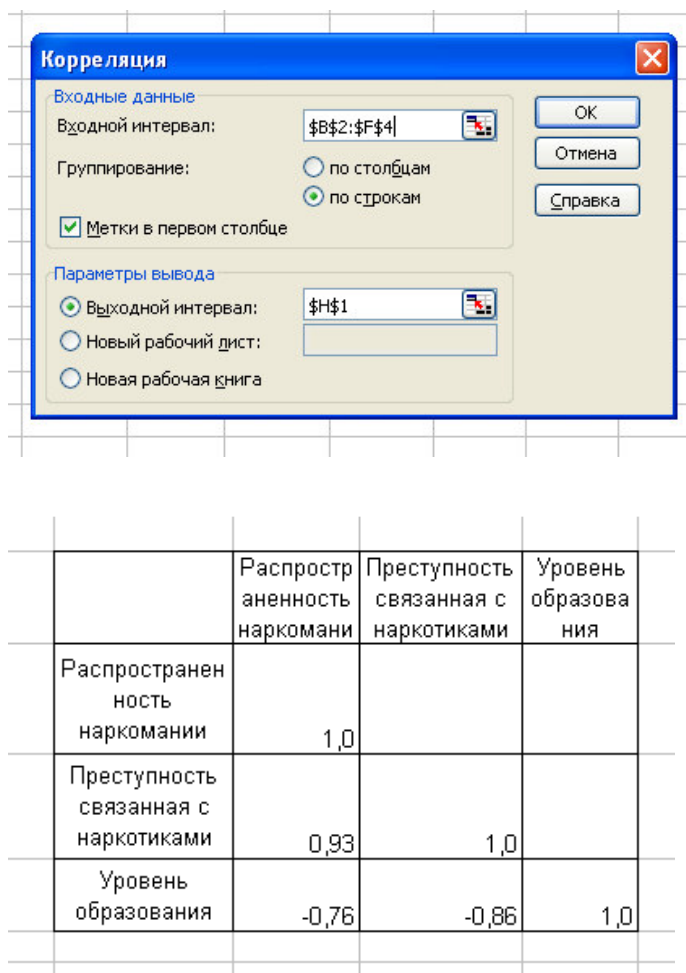 Корреляция
Входные данные
Входной интервал: $B$2:$F$4
Группирование: по столбцам
по строкам
Метки в первом столбце
ОК
Отмена
Справка
Параметры вывода
Выходной интервал: $H$1
Новый рабочий лист:
Новая рабочая книга
Распростр
аненность
наркомани
Преступность
связанная с
наркотиками
Уровень
образова
ния
Распространен
ность
наркомании
1,0
Преступность
связанная с
наркотиками
0,93 1,0
Уровень
образования
-0,76 -0,86 1,0